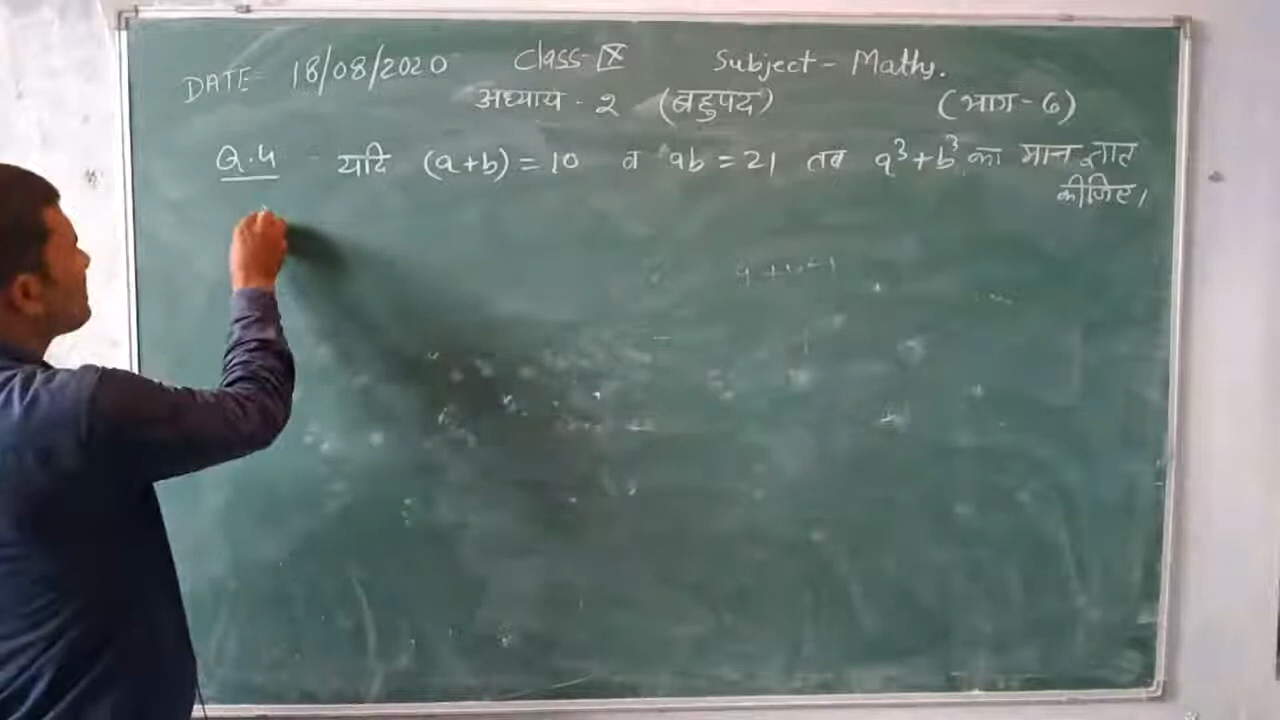 DATE- 18/08/2020 Class-IX Subject- Maths.
अध्याय - 2 (बहुपद) (भाग - 6)
Q.4 - यदि (a+b) = 10 व ab = 21 तब a³+b³ का मान ज्ञात
कीजिए।